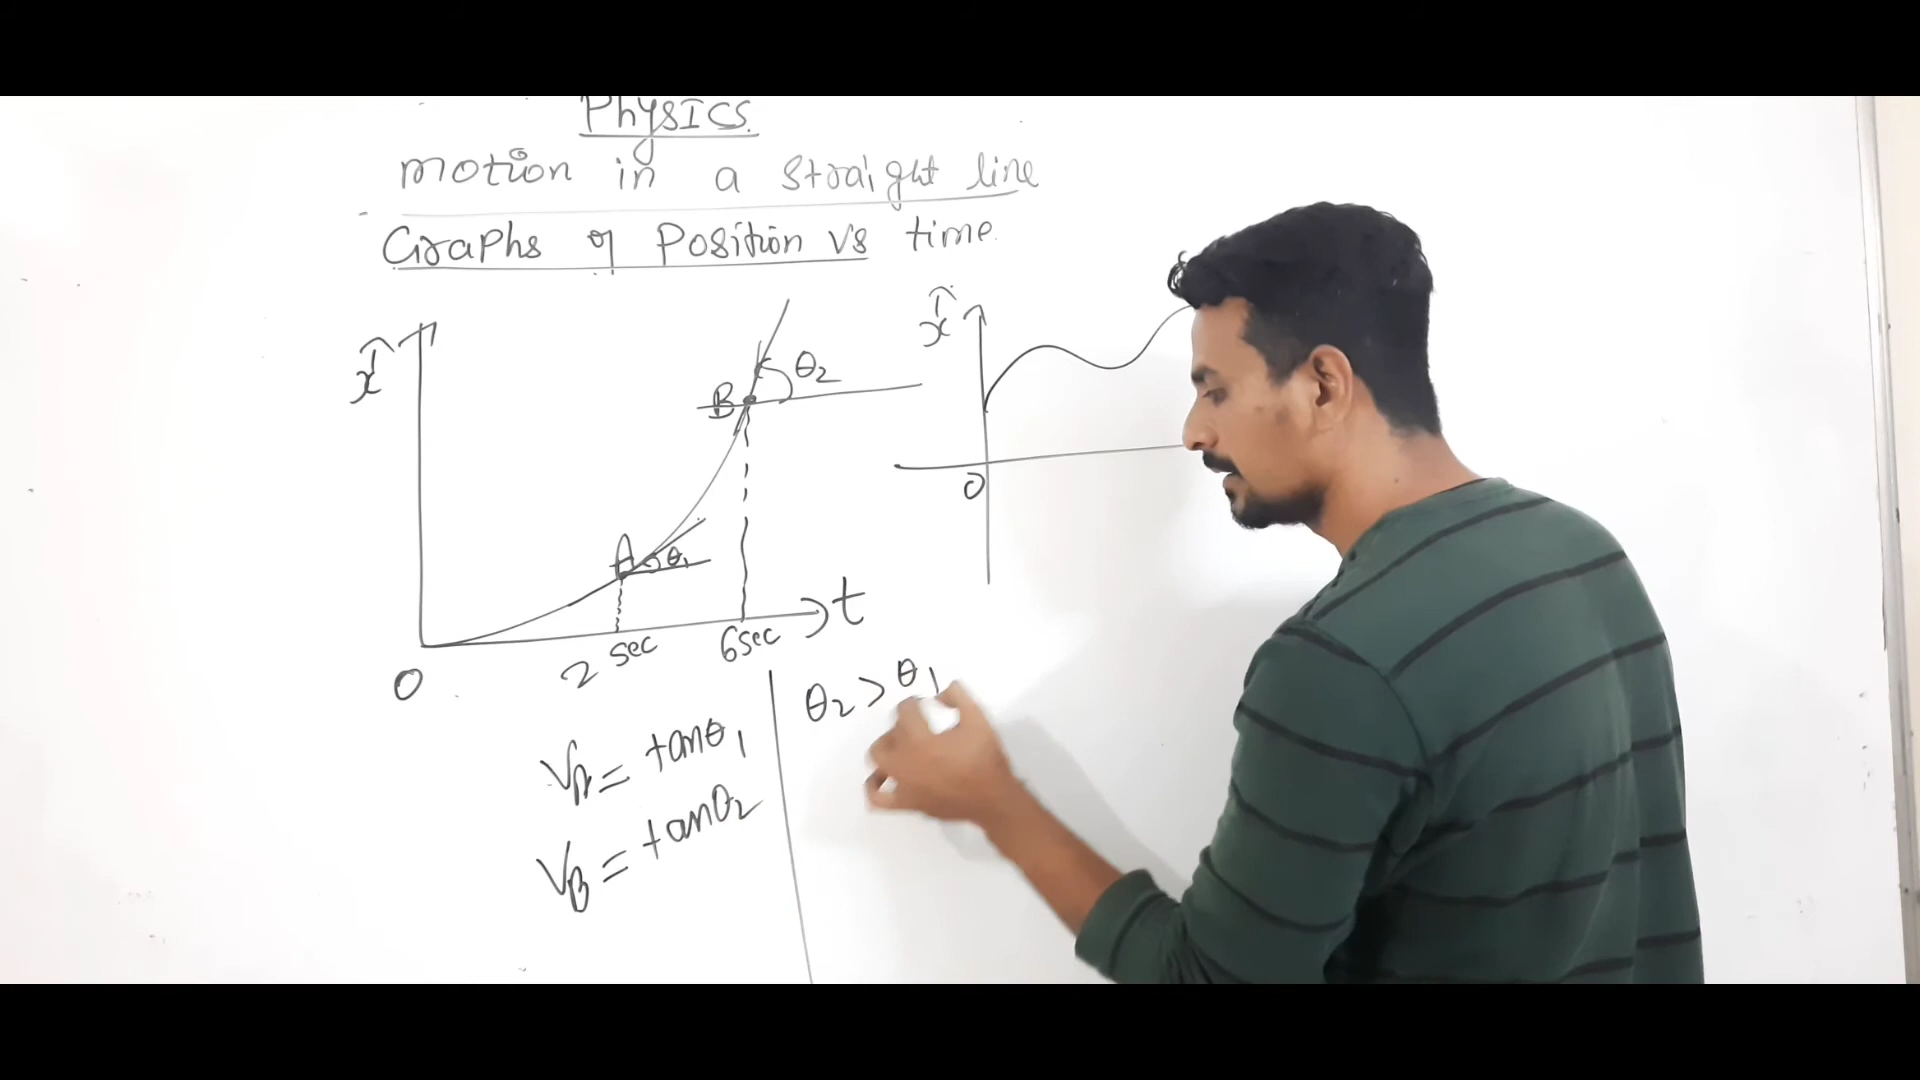 Physics
motion in a straight line
Graphs of Position vs time
x
B θ2
A θ1
t
0 2 sec 6sec
x
0
VA = tanθ1
VB = tanθ2
θ2 > θ1